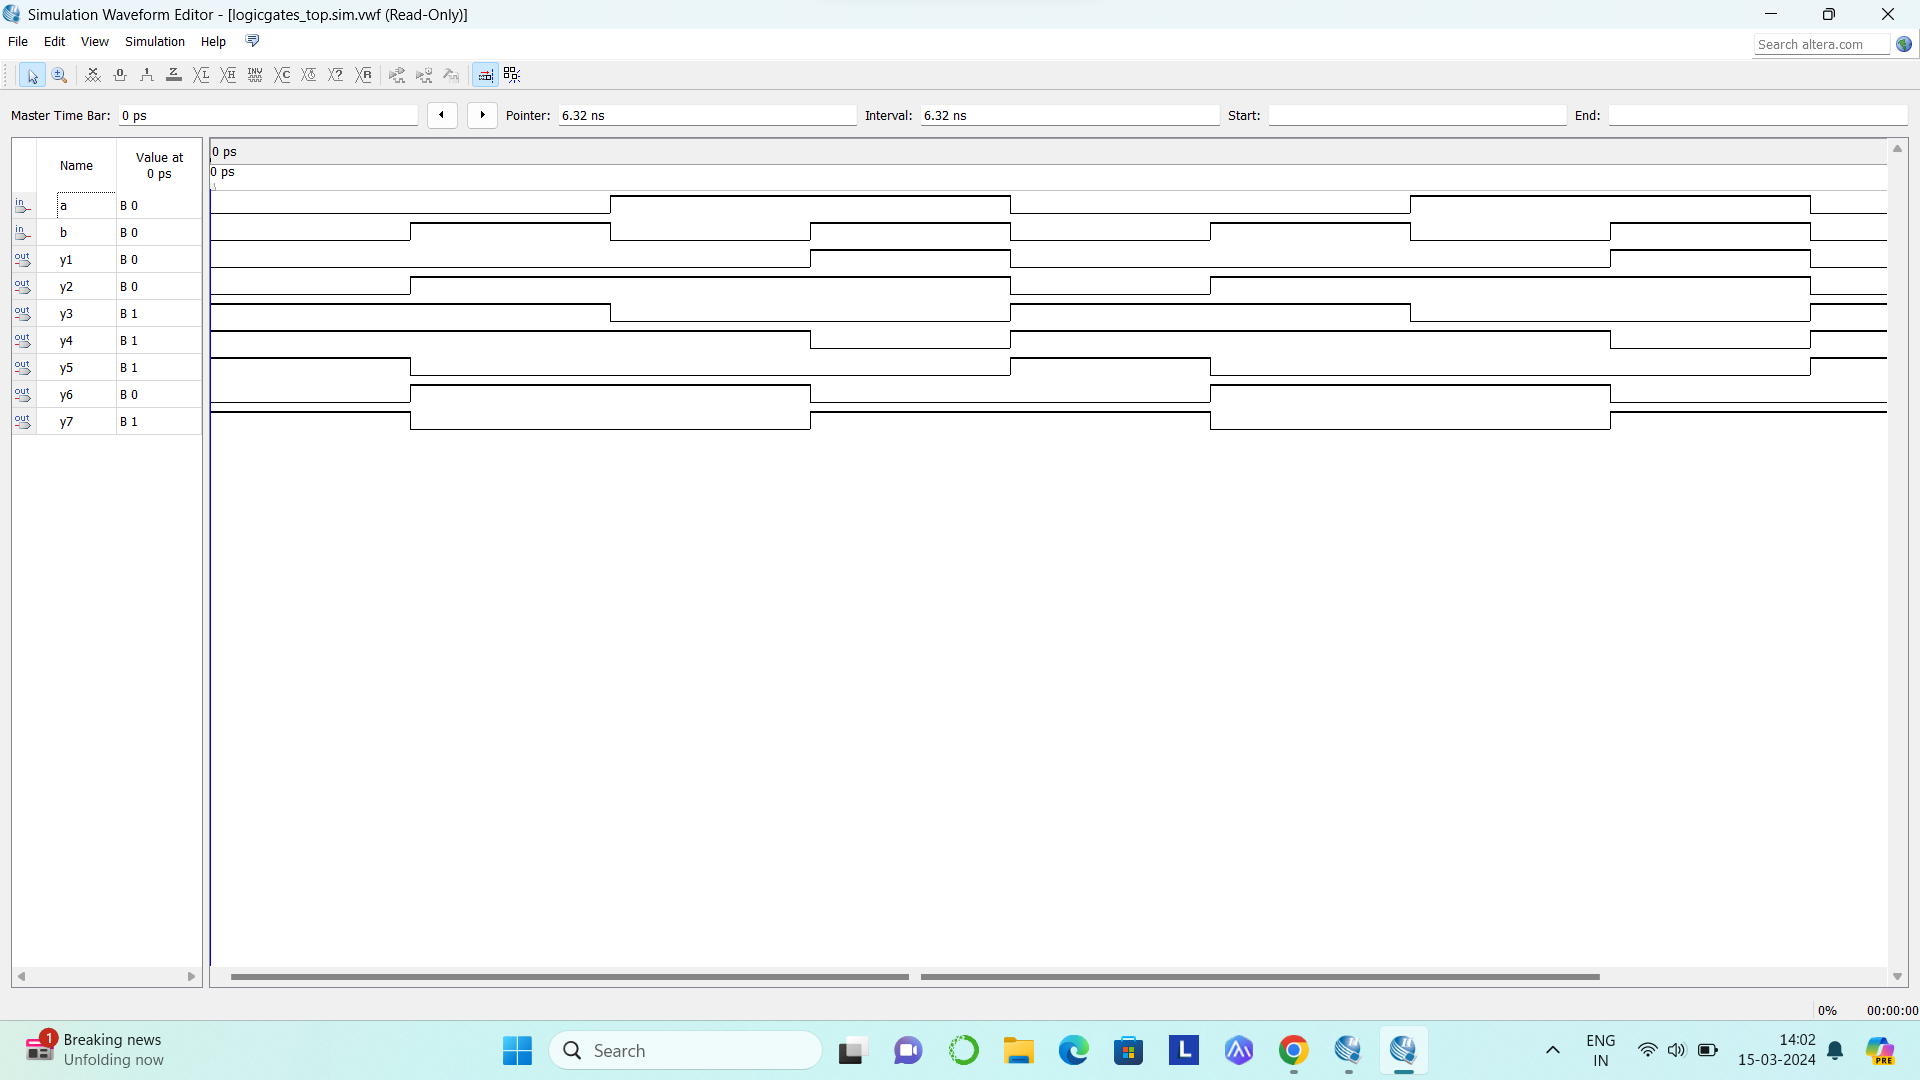 Simulation Waveform Editor - [logicgates_top.sim.vwf (Read-Only)]
File Edit View Simulation Help
Search altera.com
Master Time Bar: 0 ps Pointer: 6.32 ns Interval: 6.32 ns Start: End:
Name Value at 0 ps
0 ps
0 ps
in a B 0
in b B 0
out y1 B 0
out y2 B 0
out y3 B 1
out y4 B 1
out y5 B 1
out y6 B 0
out y7 B 1
0% 00:00:00
1 Breaking news
Unfolding now
Search
L
ENG
IN
14:02
15-03-2024
PRE